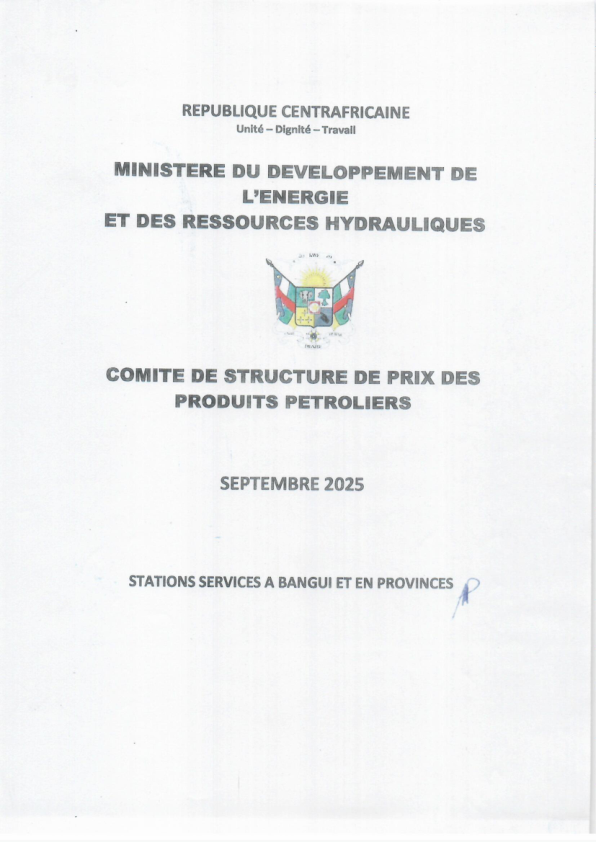 REPUBLIQUE CENTRAFRICAINE
Unité – Dignité – Travail
MINISTERE DU DEVELOPPEMENT DE
L'ENERGIE
ET DES RESSOURCES HYDRAULIQUES
COMITE DE STRUCTURE DE PRIX DES
PRODUITS PETROLIERS
SEPTEMBRE 2025
STATIONS SERVICES A BANGUI ET EN PROVINCES